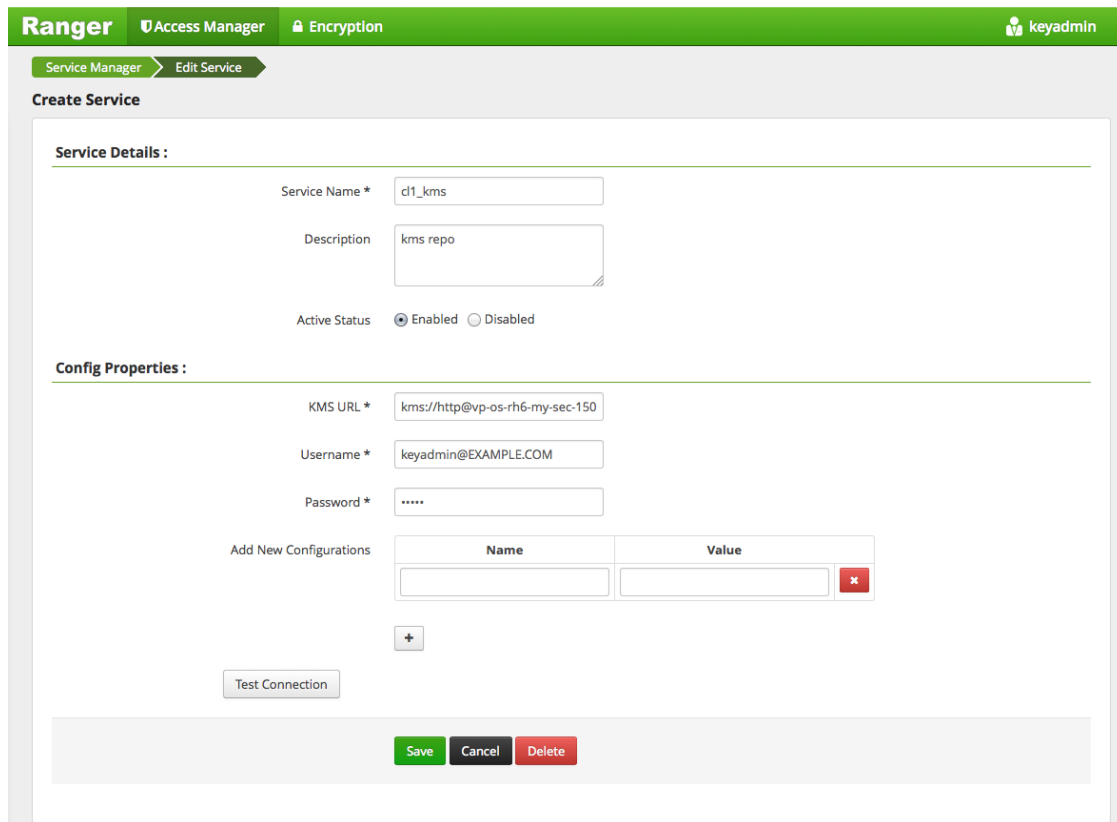 Ranger Access Manager Encryption keyadmin
Service Manager Edit Service
Create Service
Service Details :
Service Name * cl1_kms
Description kms repo
Active Status Enabled Disabled
Config Properties :
KMS URL * kms://http@vp-os-rh6-my-sec-150
Username * keyadmin@EXAMPLE.COM
Password * •••••
Add New Configurations Name Value
Test Connection
Save Cancel Delete